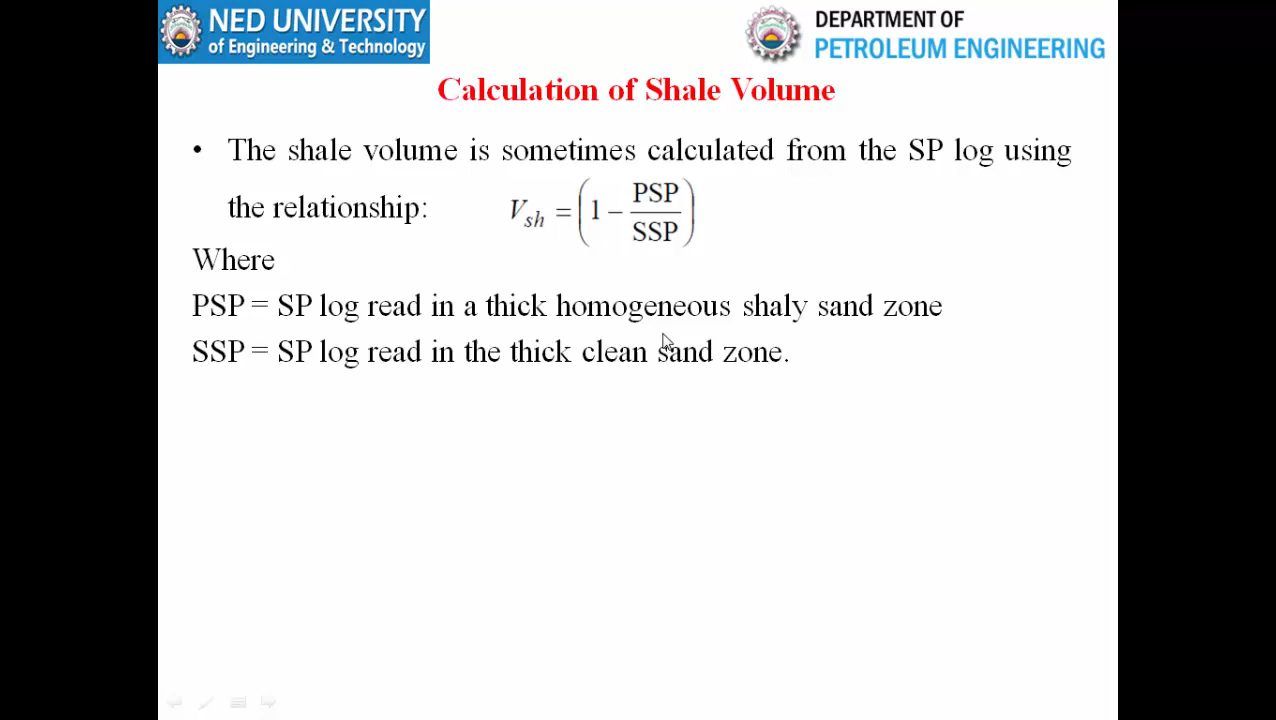 NED UNIVERSITY
of Engineering & Technology
DEPARTMENT OF
PETROLEUM ENGINEERING
Calculation of Shale Volume
• The shale volume is sometimes calculated from the SP log using
the relationship: V_sh = (1 − PSP/SSP)
Where
PSP = SP log read in a thick homogeneous shaly sand zone
SSP = SP log read in the thick clean sand zone.